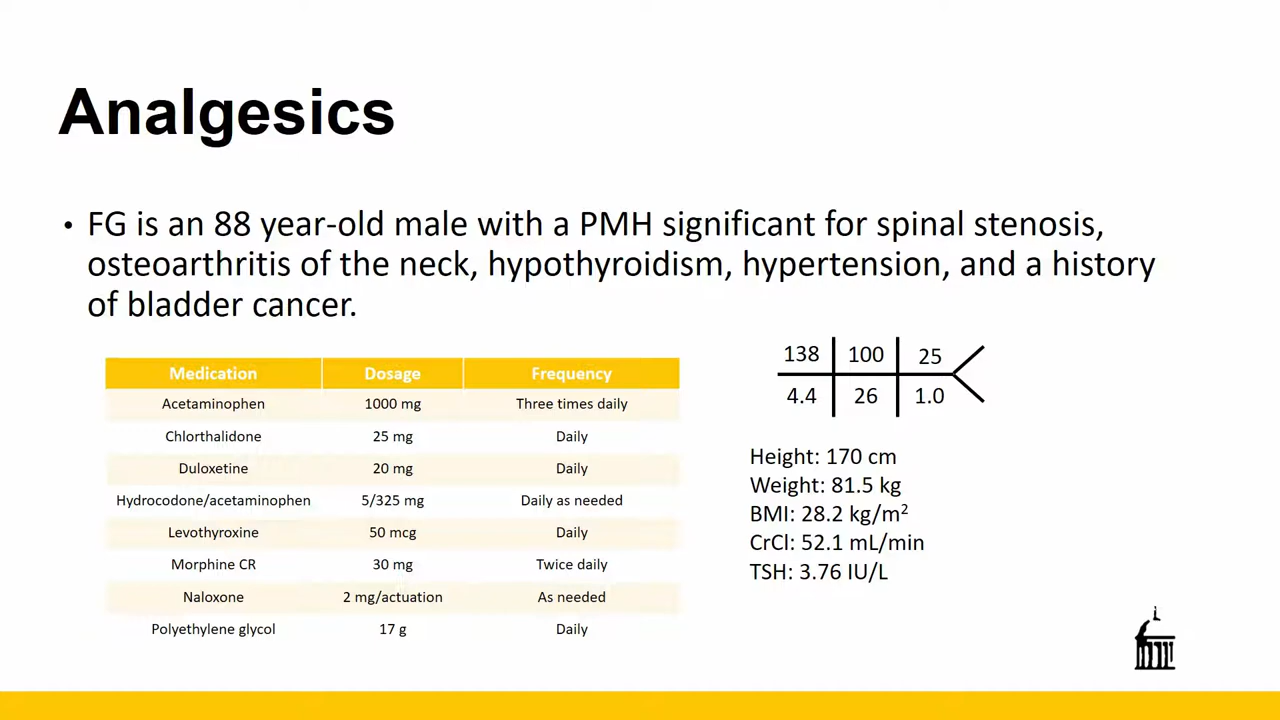 Analgesics
• FG is an 88 year-old male with a PMH significant for spinal stenosis,
osteoarthritis of the neck, hypothyroidism, hypertension, and a history
of bladder cancer.
Medication Dosage Frequency
Acetaminophen 1000 mg Three times daily
Chlorthalidone 25 mg Daily
Duloxetine 20 mg Daily
Hydrocodone/acetaminophen 5/325 mg Daily as needed
Levothyroxine 50 mcg Daily
Morphine CR 30 mg Twice daily
Naloxone 2 mg/actuation As needed
Polyethylene glycol 17 g Daily
138 100 25
4.4 26 1.0
Height: 170 cm
Weight: 81.5 kg
BMI: 28.2 kg/m²
CrCl: 52.1 mL/min
TSH: 3.76 IU/L